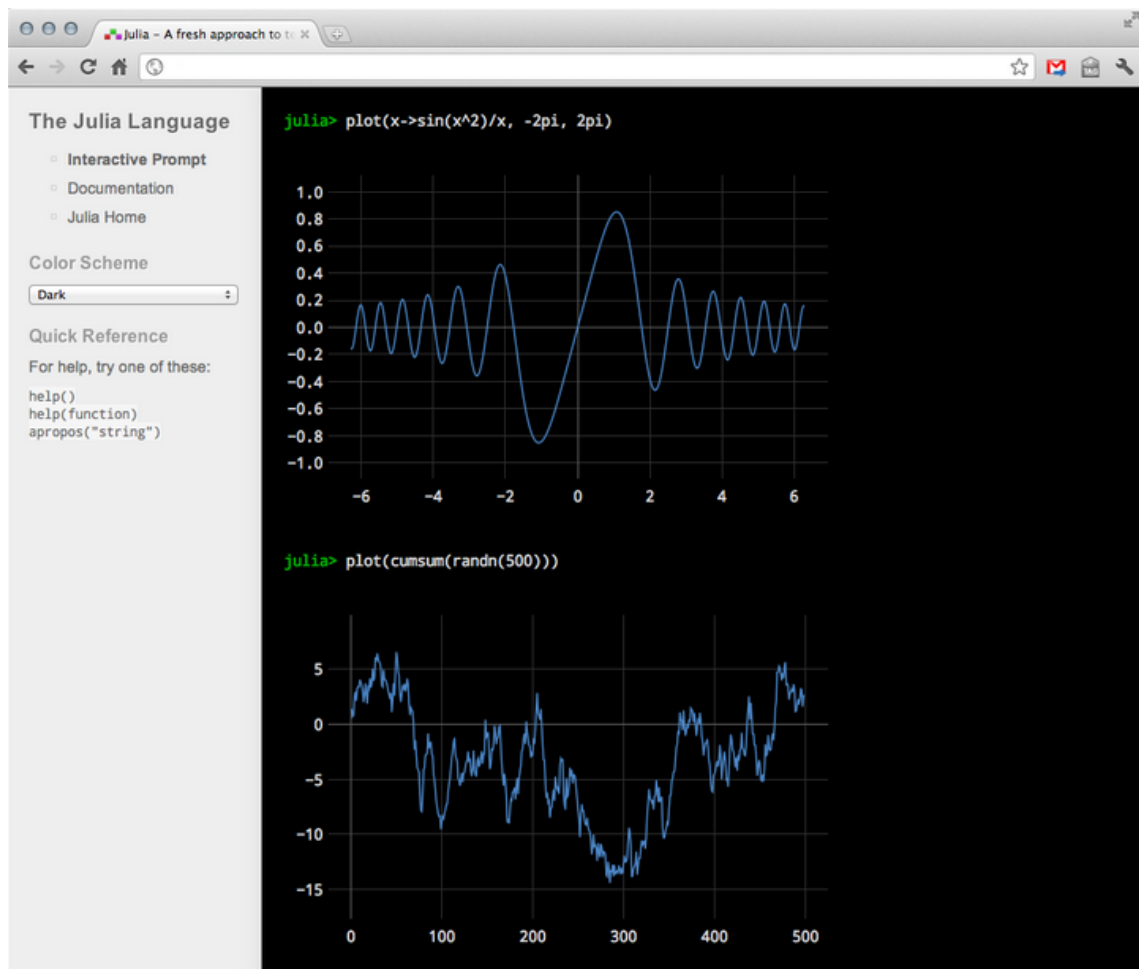 Julia – A fresh approach to te
The Julia Language
Interactive Prompt
Documentation
Julia Home
Color Scheme
Dark
Quick Reference
For help, try one of these:
help()
help(function)
apropos("string")
julia> plot(x->sin(x^2)/x, -2pi, 2pi)
1.0
0.8
0.6
0.4
0.2
0.0
−0.2
−0.4
−0.6
−0.8
−1.0
−6 −4 −2 0 2 4 6
julia> plot(cumsum(randn(500)))
5
0
−5
−10
−15
0 100 200 300 400 500